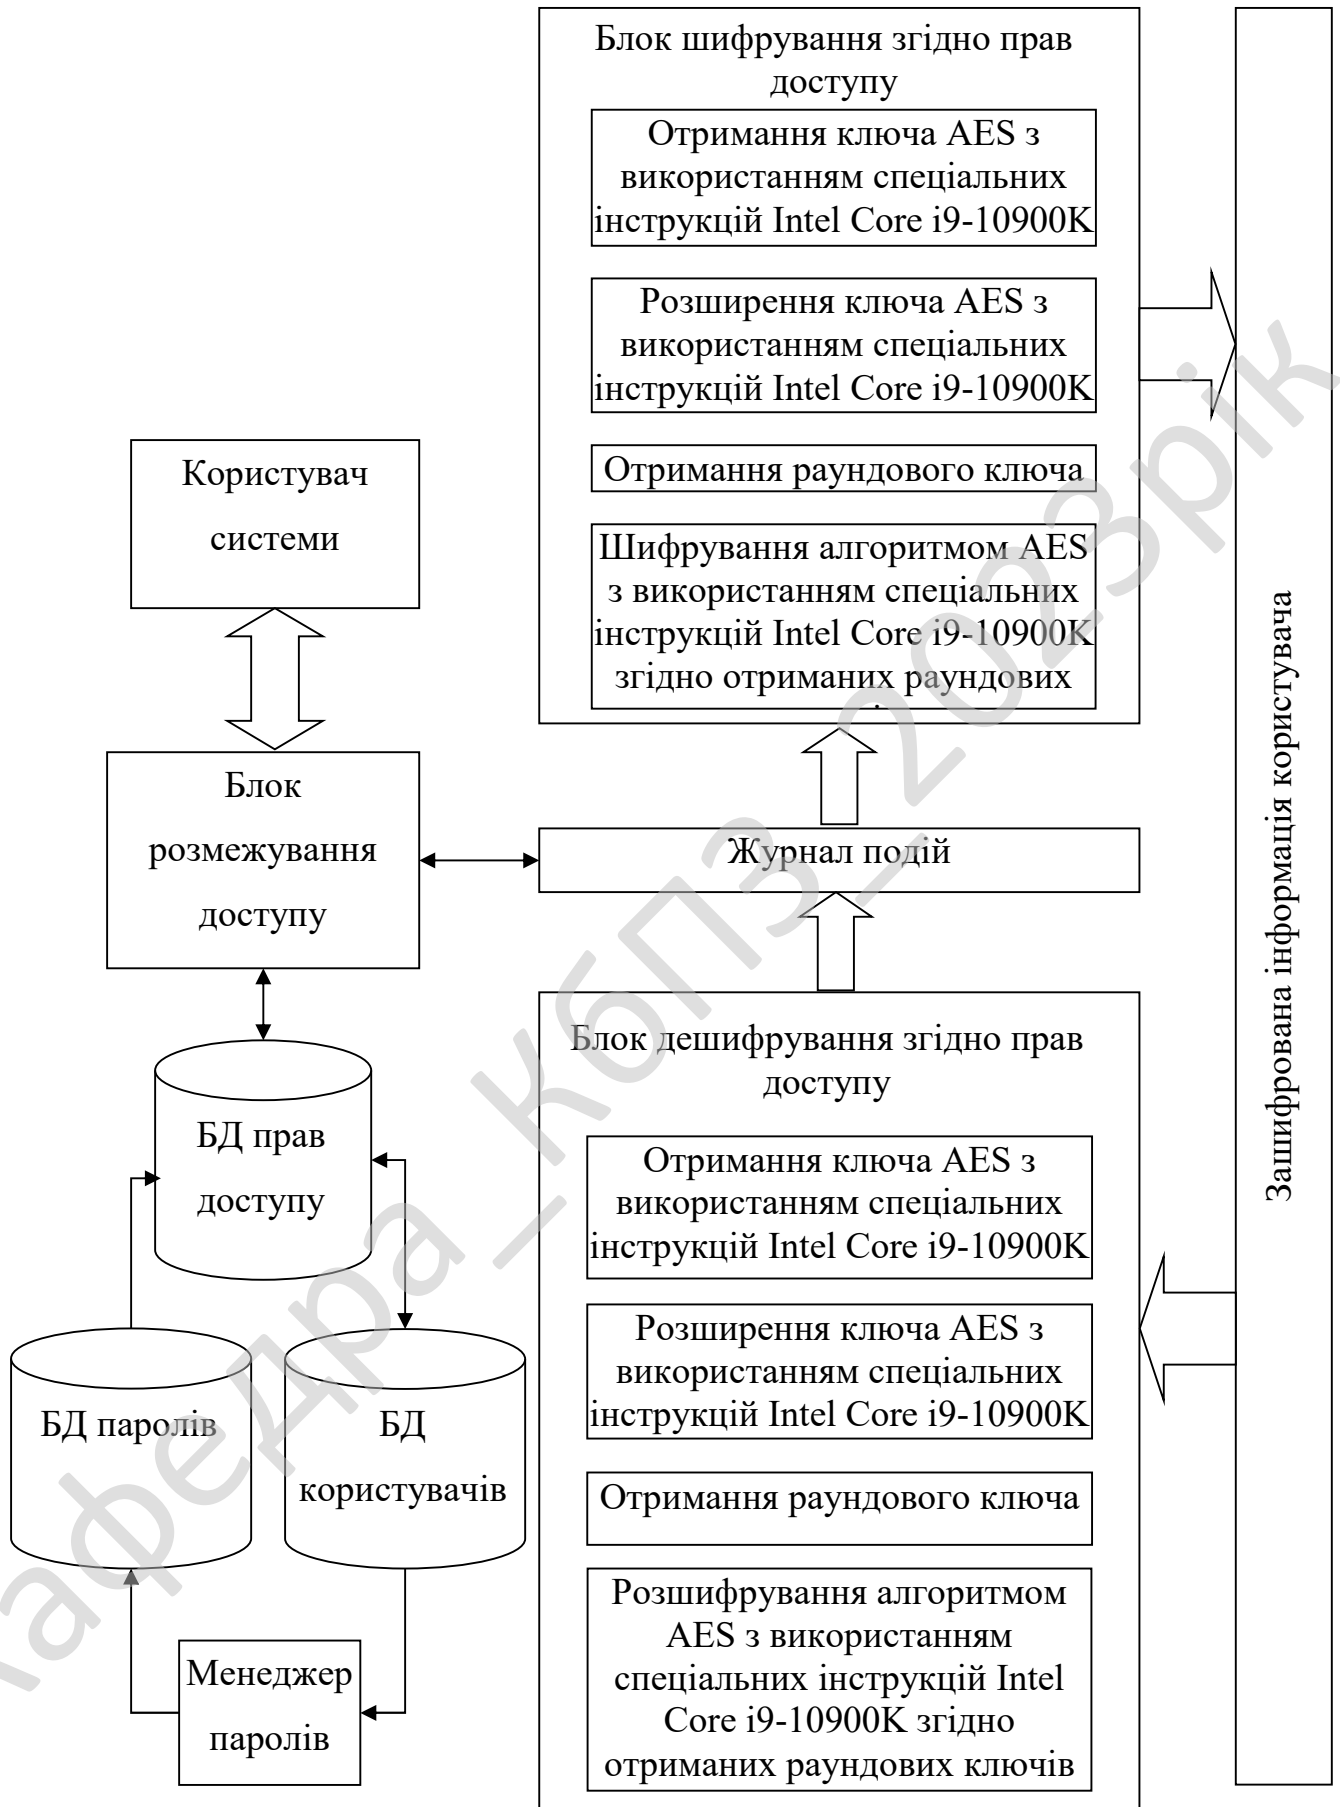 Блок шифрування згідно прав
доступу
Отримання ключа AES з
використанням спеціальних
інструкцій Intel Core i9-10900K
Розширення ключа AES з
використанням спеціальних
інструкцій Intel Core i9-10900K
Отримання раундового ключа
Шифрування алгоритмом AES
з використанням спеціальних
інструкцій Intel Core i9-10900K
згідно отриманих раундових
Користувач
системи
Блок
розмежування
доступу
Журнал подій
Блок дешифрування згідно прав
доступу
Отримання ключа AES з
використанням спеціальних
інструкцій Intel Core i9-10900K
Розширення ключа AES з
використанням спеціальних
інструкцій Intel Core i9-10900K
Отримання раундового ключа
Розшифрування алгоритмом
AES з використанням
спеціальних інструкцій Intel
Core i9-10900K згідно
отриманих раундових ключів
БД прав
доступу
БД паролів
БД
користувачів
Менеджер
паролів
Зашифрована інформація користувача
Кафедра_КбПЗ_2023рік